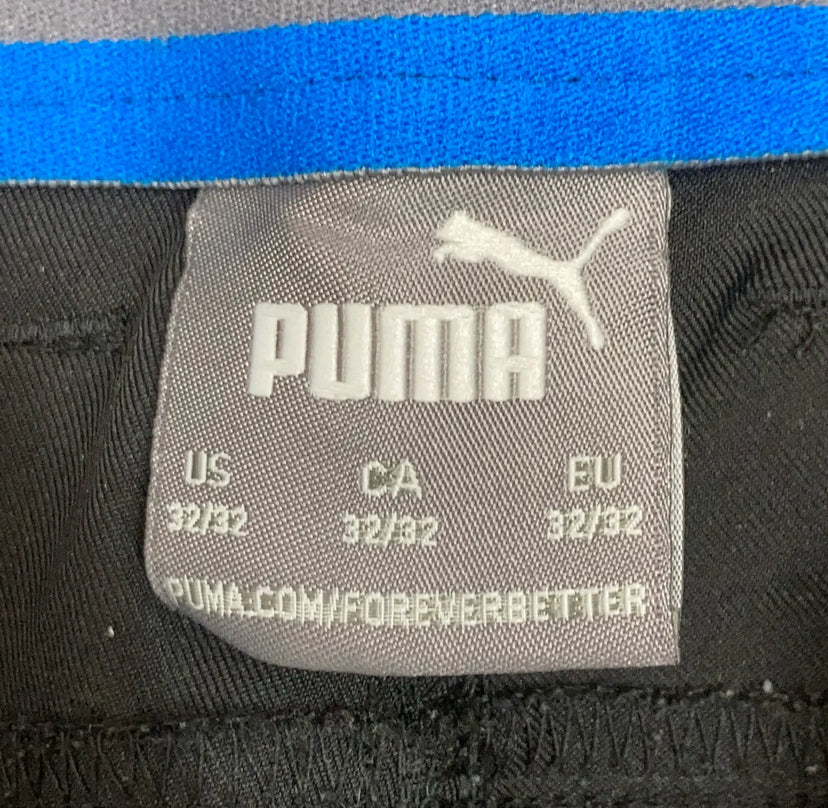 PUMA
US CA EU
32/32 32/32 32/32
PUMA.COM/FOREVERBETTER